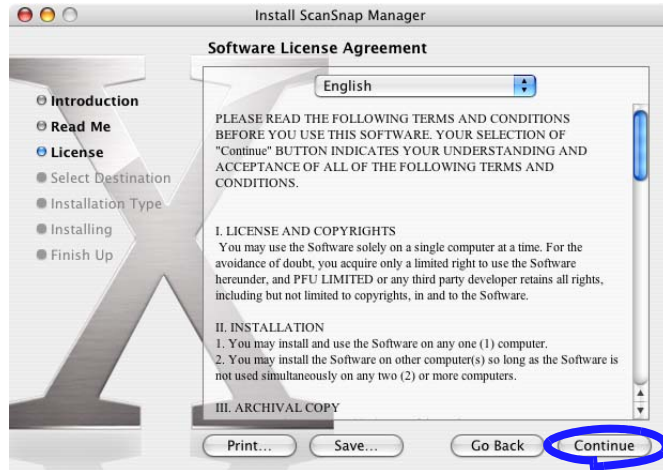 Install ScanSnap Manager
Software License Agreement
English
Introduction
Read Me
License
Select Destination
Installation Type
Installing
Finish Up
PLEASE READ THE FOLLOWING TERMS AND CONDITIONS
BEFORE YOU USE THIS SOFTWARE. YOUR SELECTION OF
"Continue" BUTTON INDICATES YOUR UNDERSTANDING AND
ACCEPTANCE OF ALL OF THE FOLLOWING TERMS AND
CONDITIONS.
I. LICENSE AND COPYRIGHTS
You may use the Software solely on a single computer at a time. For the
avoidance of doubt, you acquire only a limited right to use the Software
hereunder, and PFU LIMITED or any third party developer retains all rights,
including but not limited to copyrights, in and to the Software.
II. INSTALLATION
1. You may install and use the Software on any one (1) computer.
2. You may install the Software on other computer(s) so long as the Software is
not used simultaneously on any two (2) or more computers.
III. ARCHIVAL COPY
Print...
Save...
Go Back
Continue